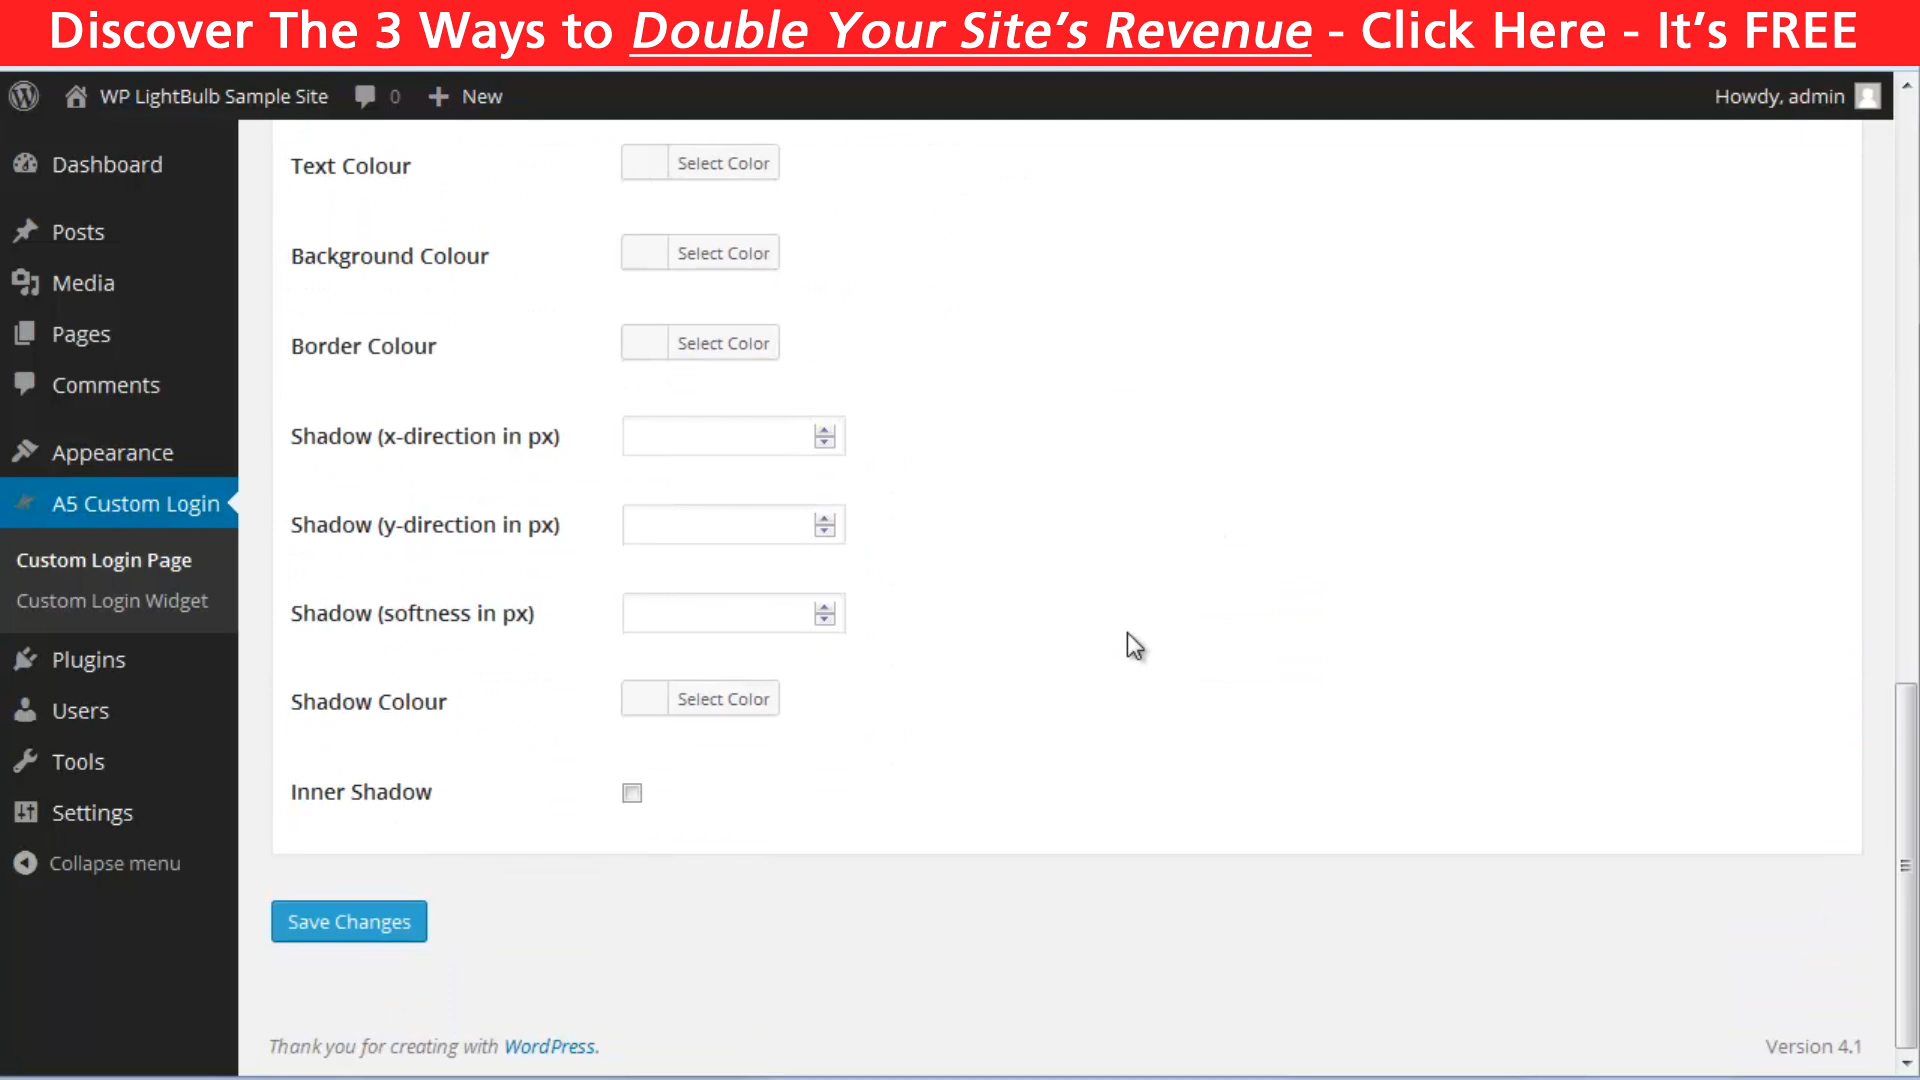 Discover The 3 Ways to Double Your Site's Revenue - Click Here - It's FREE
WP LightBulb Sample Site 0 New Howdy, admin
Dashboard
Posts
Media
Pages
Comments
Appearance
A5 Custom Login
Custom Login Page
Custom Login Widget
Plugins
Users
Tools
Settings
Collapse menu
Text Colour Select Color
Background Colour Select Color
Border Colour Select Color
Shadow (x-direction in px)
Shadow (y-direction in px)
Shadow (softness in px)
Shadow Colour Select Color
Inner Shadow
Save Changes
Thank you for creating with WordPress. Version 4.1